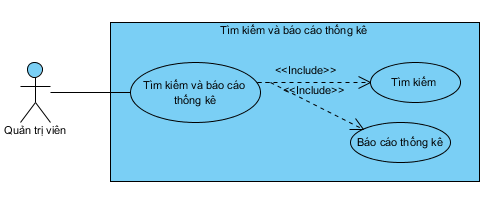 Tìm kiếm và báo cáo thống kê
<<Include>>
Tìm kiếm và báo cáo
thống kê
Tìm kiếm
<<Include>>
Quản trị viên
Báo cáo thống kê